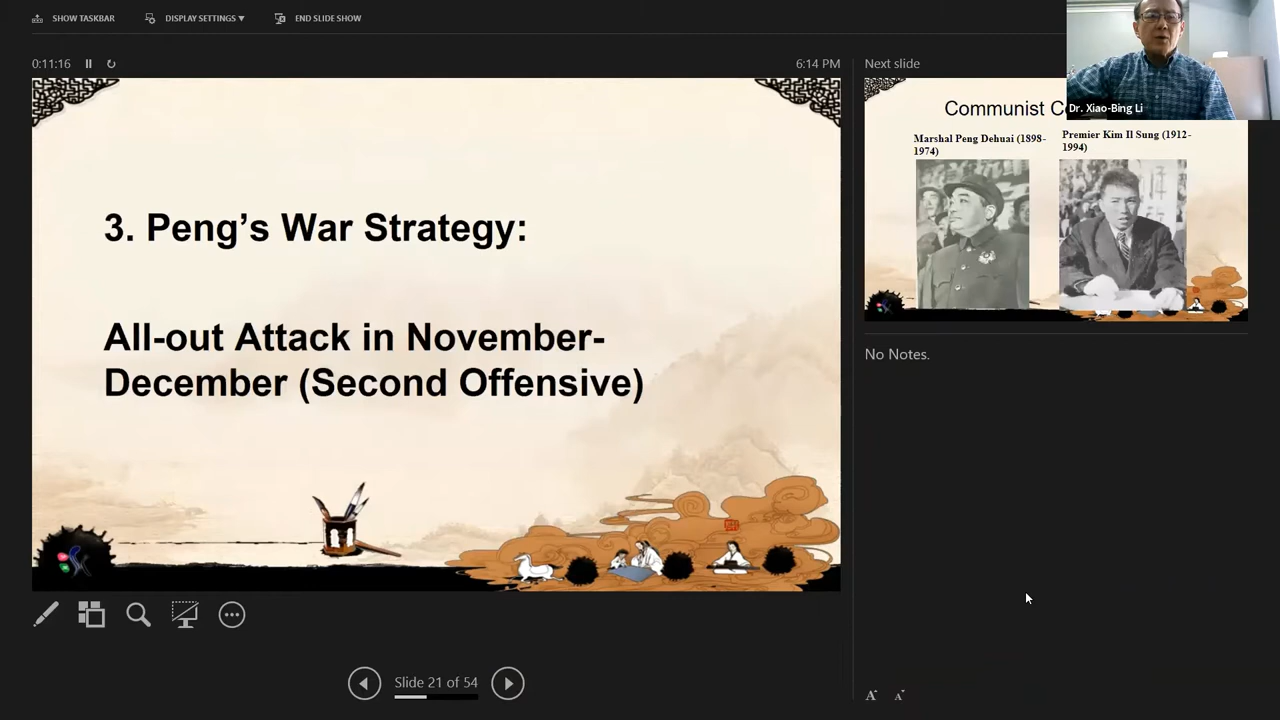 SHOW TASKBAR
DISPLAY SETTINGS ▼
END SLIDE SHOW
0:11:16
6:14 PM
3. Peng's War Strategy:
All-out Attack in November-
December (Second Offensive)
Slide 21 of 54
Next slide
Dr. Xiao-Bing Li
Communist C
Marshal Peng Dehuai (1898-
1974)
Premier Kim Il Sung (1912-
1994)
No Notes.
A A